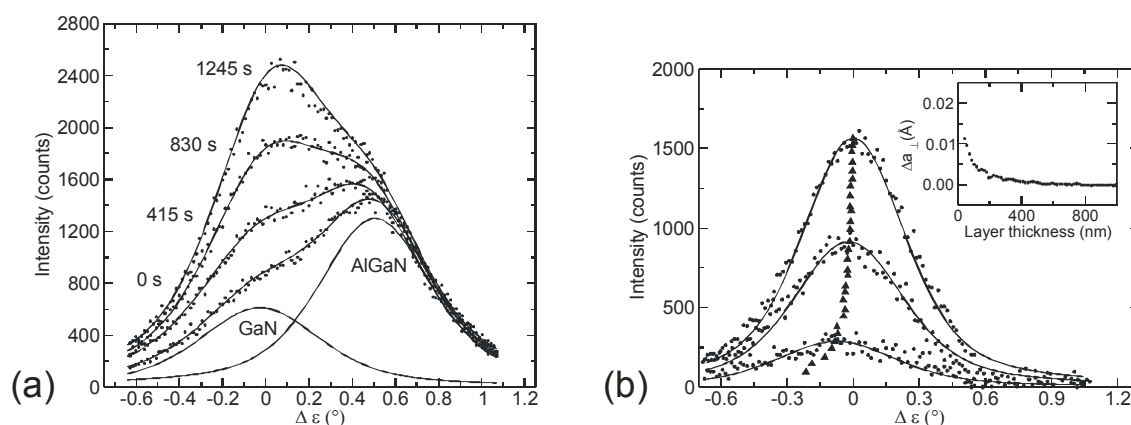 (a)
Intensity (counts)
2800
2400
2000
1600
1200
800
400
0
1245 s
830 s
415 s
0 s
AlGaN
GaN
-0.6 -0.4 -0.2 0 0.2 0.4 0.6 0.8 1 1.2
Δ ε (°)
(b)
Intensity (counts)
2000
1500
1000
500
0
-0.6 -0.3 0 0.3 0.6 0.9 1.2
Δ ε (°)
Δa⊥(Å)
0.02
0.01
0.00
0 400 800
Layer thickness (nm)